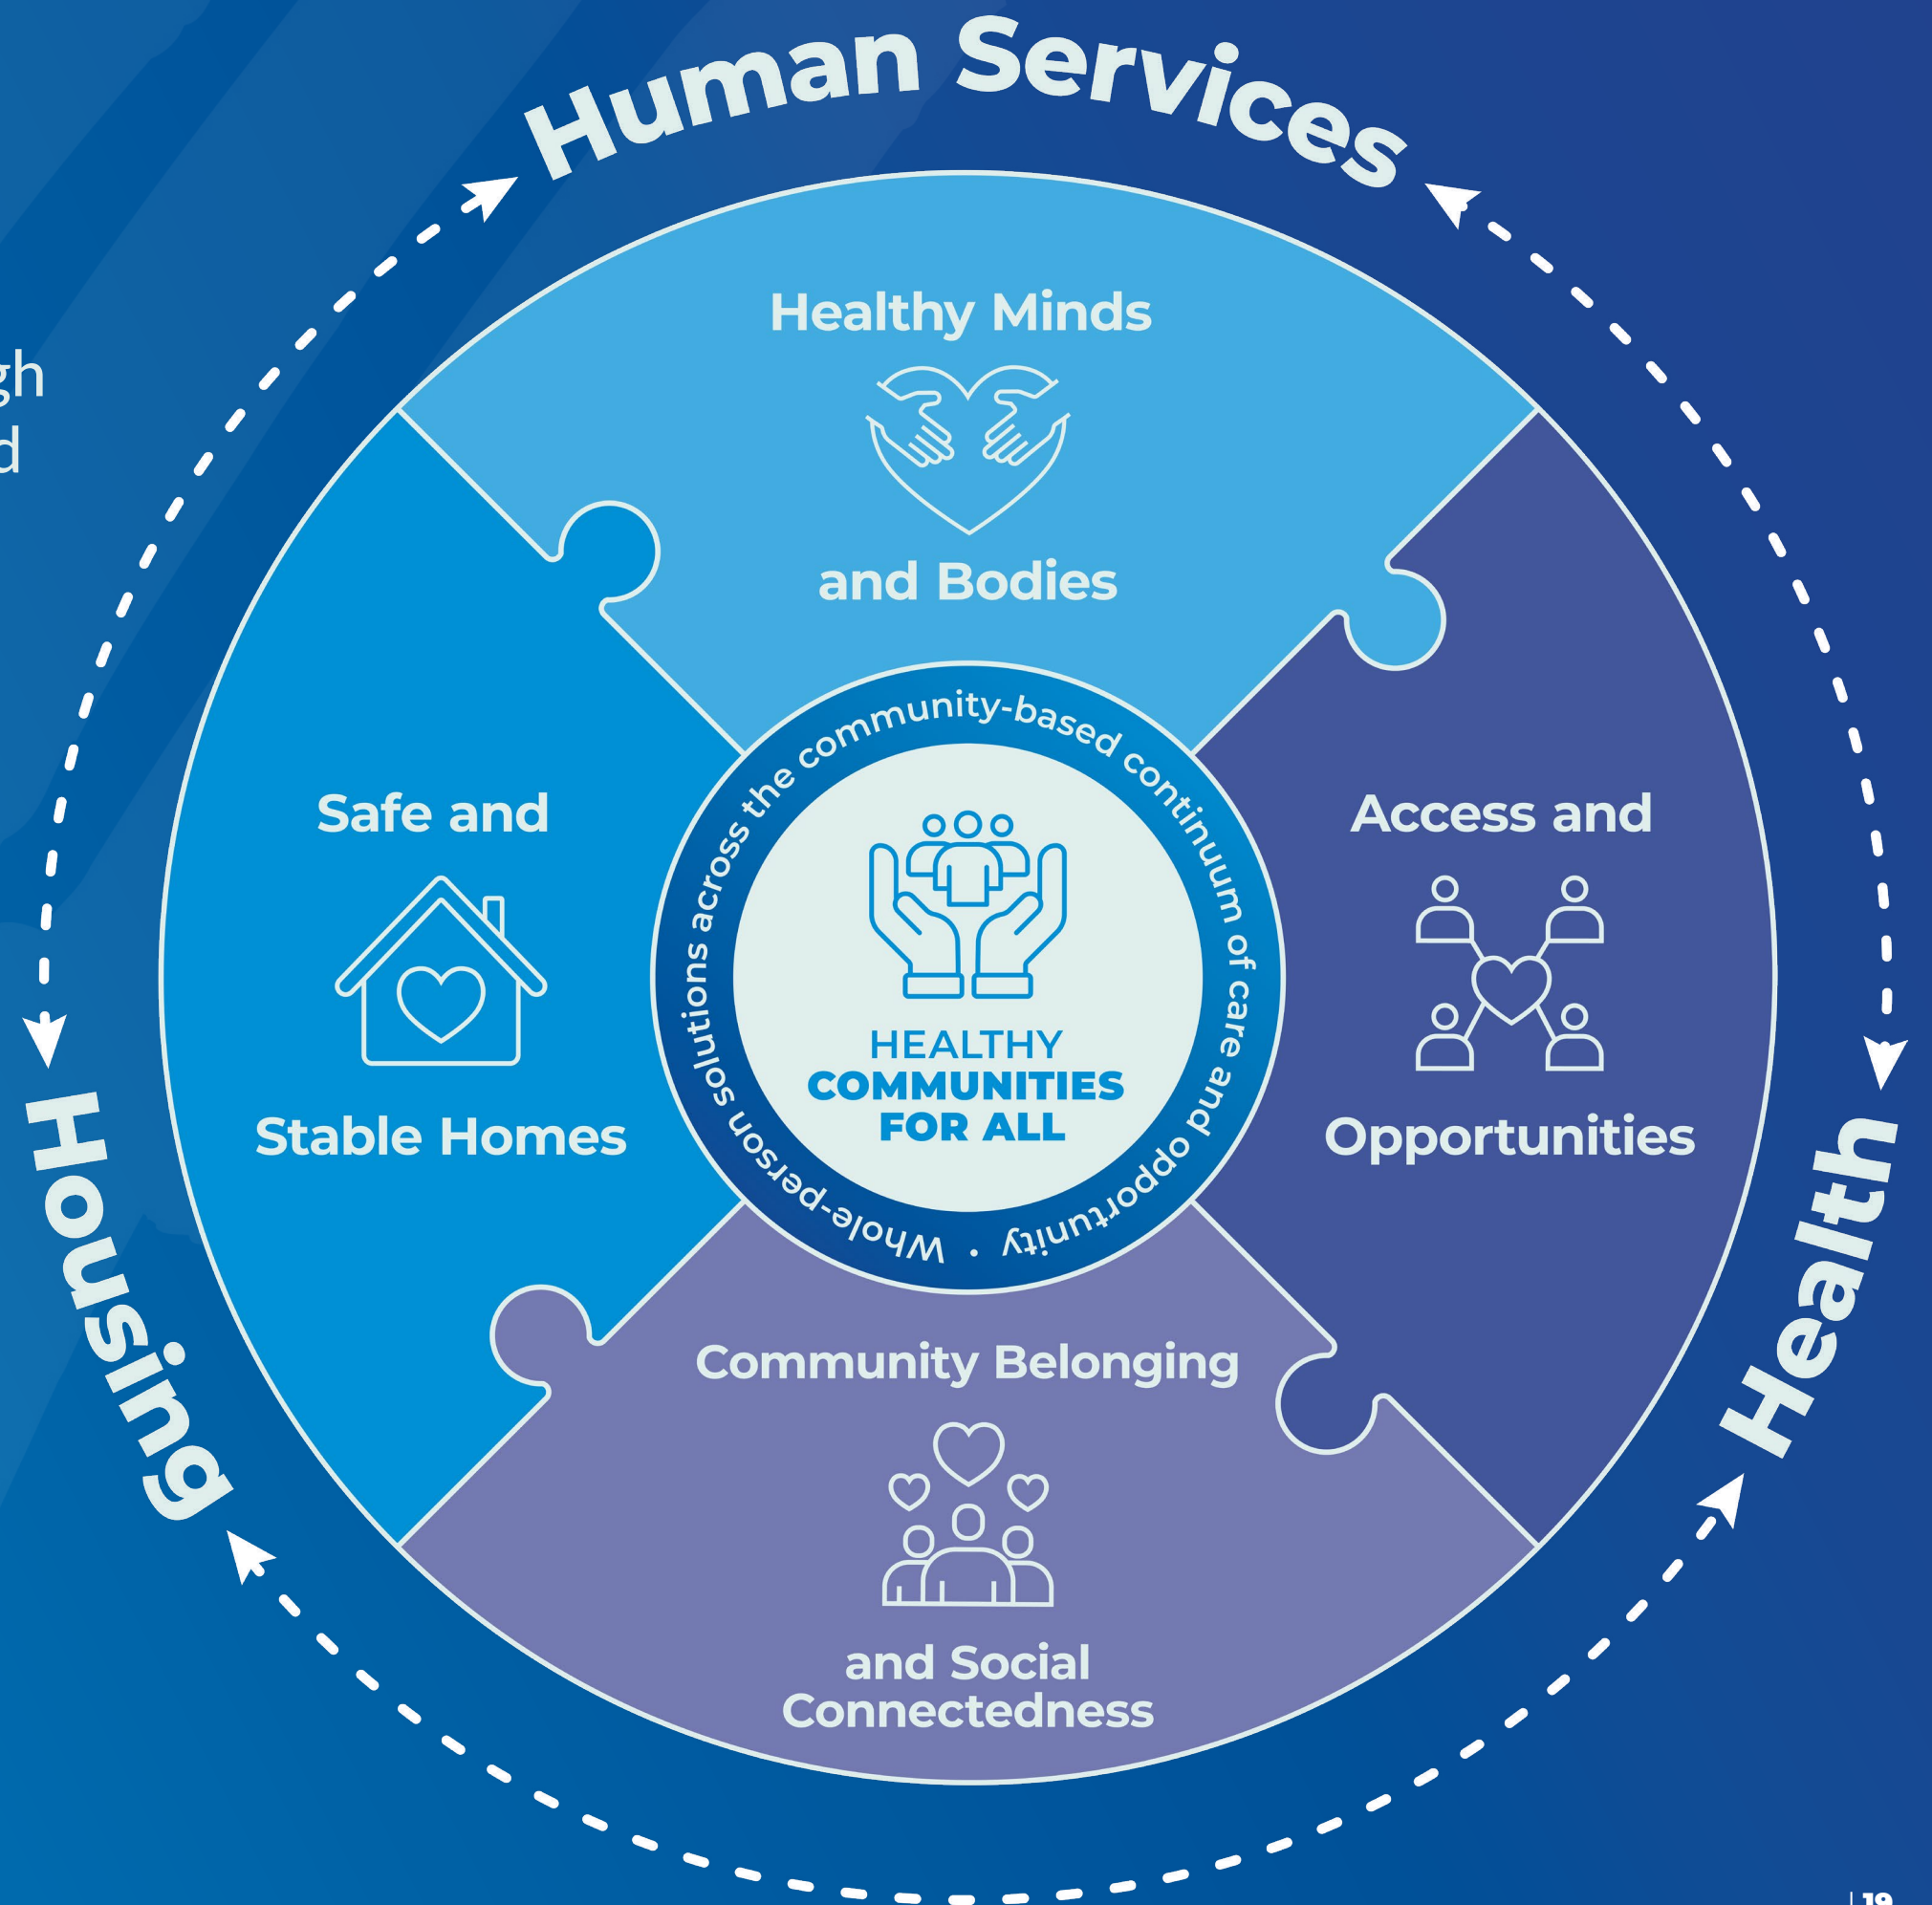 Human Services
gh
d
Healthy Minds
and Bodies
Safe and
Stable Homes
Whole-person solutions across the community-based continuum of care and opportunity •
HEALTHY
COMMUNITIES
FOR ALL
Access and
Opportunities
Community Belonging
and Social
Connectedness
Housing
Health
| 19